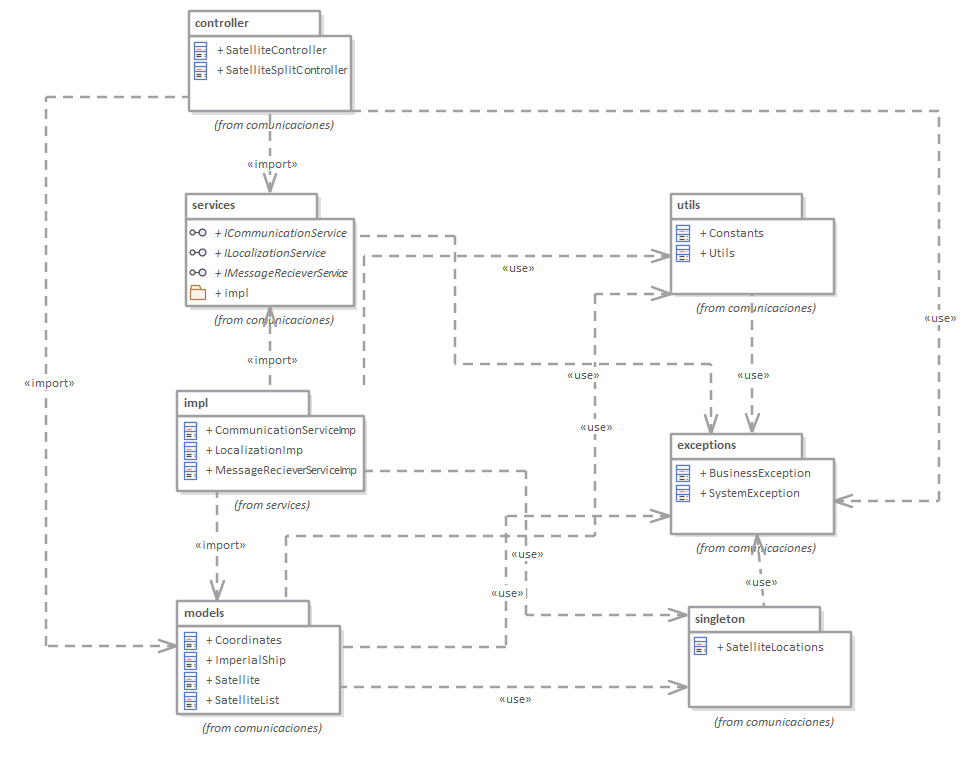 controller
+ SatelliteController
+ SatelliteSplitController
(from comunicaciones)
«import»
services
+ ICommunicationService
+ ILocalizationService
+ IMessageRecieverService
+ impl
(from comunicaciones)
utils
+ Constants
+ Utils
(from comunicaciones)
«use»
«use»
«import»
«import»
«use»
«use»
«use»
impl
+ CommunicationServiceImp
+ LocalizationImp
+ MessageRecieverServiceImp
(from services)
exceptions
+ BusinessException
+ SystemException
(from comunicaciones)
«import»
«use»
«use»
«use»
models
+ Coordinates
+ ImperialShip
+ Satellite
+ SatelliteList
(from comunicaciones)
singleton
+ SatelliteLocations
(from comunicaciones)
«use»